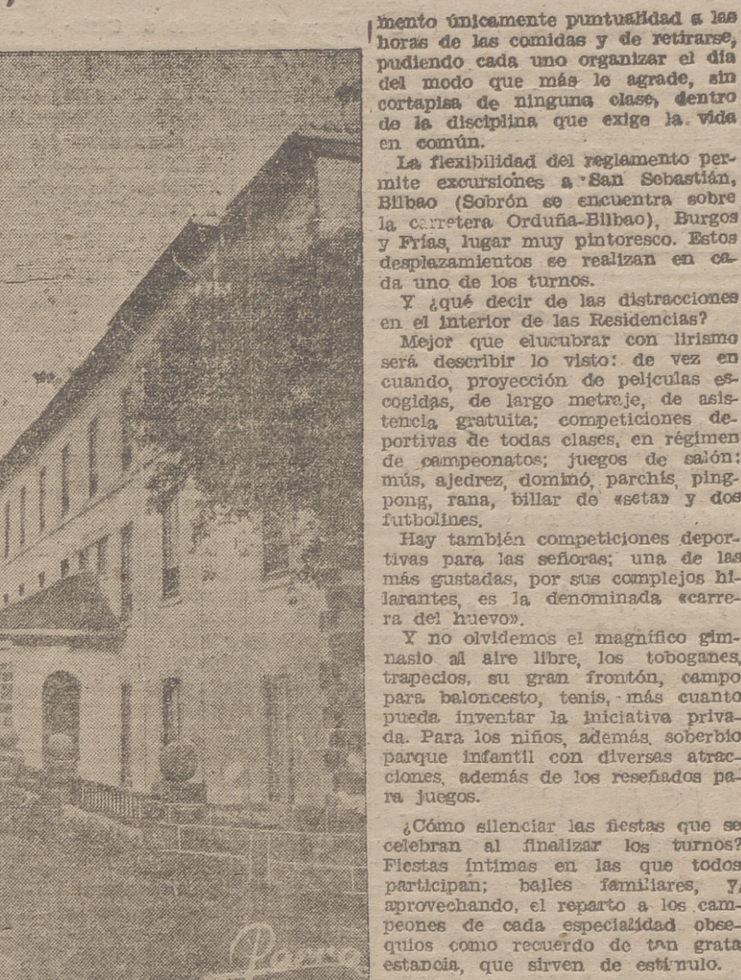 mento únicamente puntualidad a las
horas de las comidas y de retirarse,
pudiendo cada uno organizar el día
del modo que más le agrade, sin
cortapisa de ninguna clase, dentro
de la disciplina que exige la vida
en común.
La flexibilidad del reglamento per-
mite excursiones a San Sebastián,
Bilbao (Sobrón se encuentra sobre
la carretera Orduña-Bilbao), Burgos
y Frías, lugar muy pintoresco. Estos
desplazamientos se realizan en ca-
da uno de los turnos.
Y ¿qué decir de las distracciones
en el interior de las Residencias?
Mejor que elucubrar con lirismo
será describir lo visto: de vez en
cuando, proyección de películas es-
cogidas, de largo metraje, de asis-
tencia gratuita; competiciones de-
portivas de todas clases, en régimen
de campeonatos; juegos de salón:
mús, ajedrez, dominó, parchís, ping-
pong, rana, billar de «seta» y dos
futbolines.
Hay también competiciones depor-
tivas para las señoras; una de las
más gustadas, por sus complejos hi-
larantes, es la denominada «carre-
ra del huevo».
Y no olvidemos el magnífico gim-
nasio al aire libre, los toboganes,
trapecios, su gran frontón, campo
para baloncesto, tenis, más cuanto
pueda inventar la iniciativa priva-
da. Para los niños, además, soberbio
parque infantil con diversas atrac-
ciones, además de los reseñados pa-
ra juegos.
¿Cómo silenciar las fiestas que se
celebran al finalizar los turnos?
Fiestas íntimas en las que todos
participan; bailes familiares, y,
aprovechando, el reparto a los cam-
peones de cada especialidad obse-
quios como recuerdo de tan grata
estancia, que sirven de estímulo.
Parra